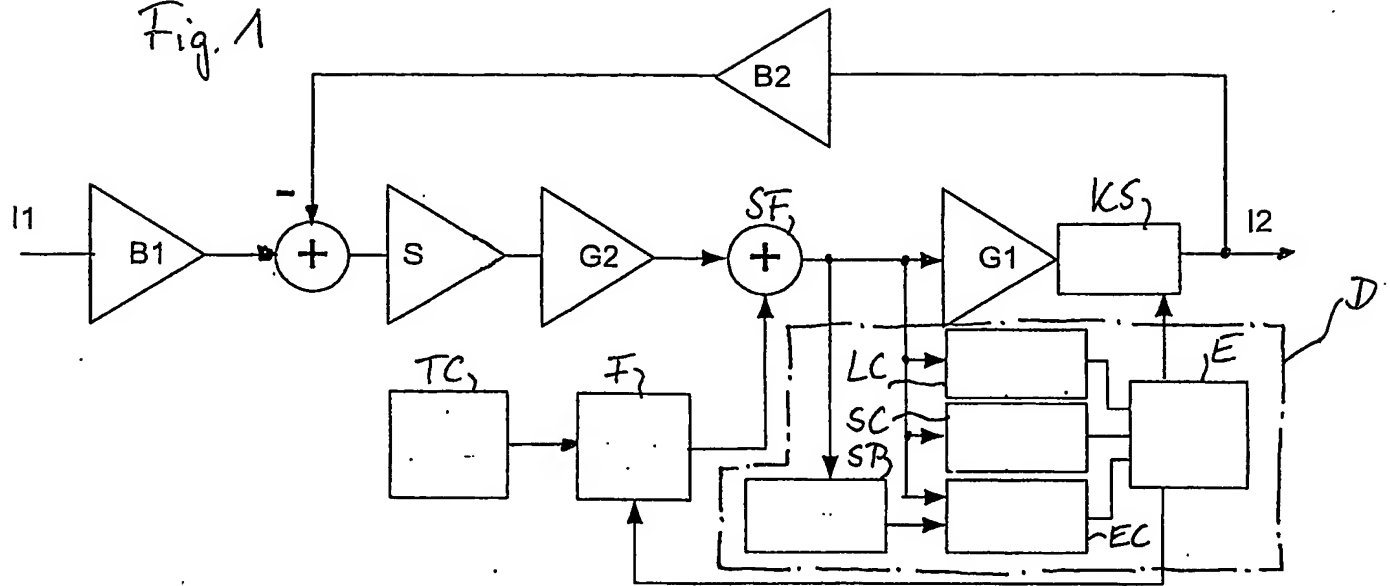 Fig. 1
B2
-
I1
B1
+
S
G2
SF
+
G1
KS
I2
D
TC
F
LC
E
SC
SB
EC